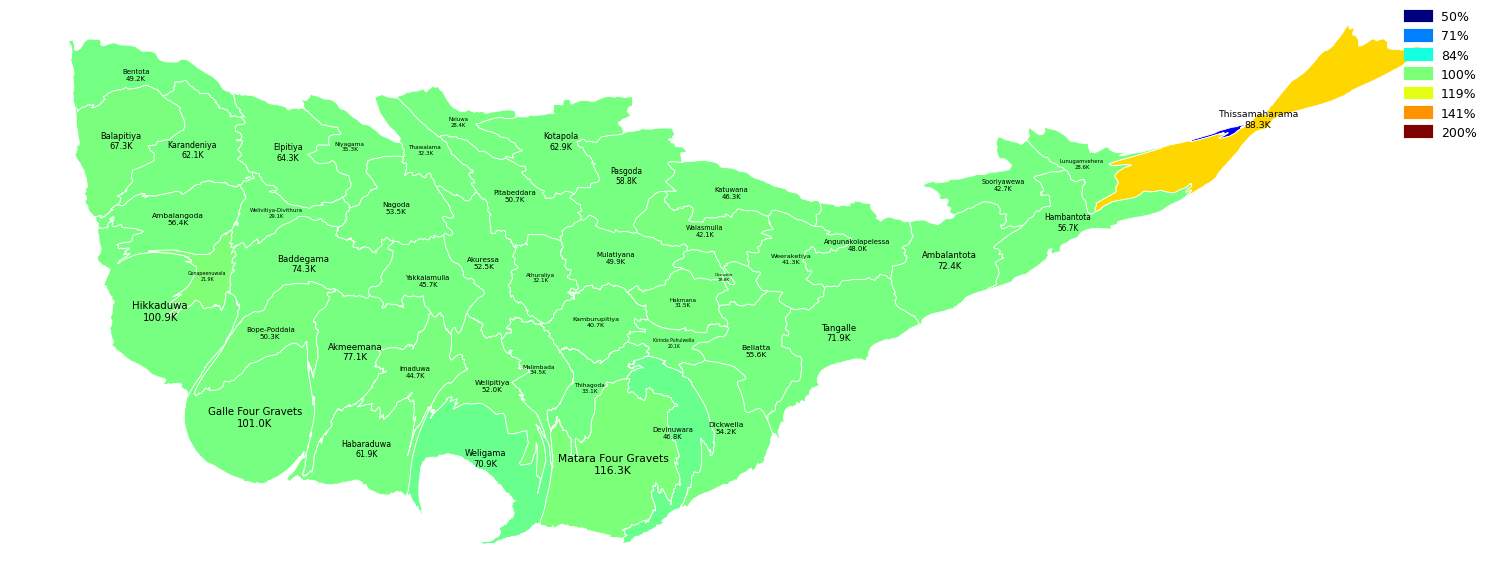 50%
71%
84%
100%
119%
141%
200%
Bentota
49.2K
Balapitiya
67.3K
Karandeniya
62.1K
Elpitiya
64.3K
Niyagama
35.3K
Neluwa
28.4K
Thawalama
32.3K
Kotapola
62.9K
Pasgoda
58.8K
Pitabeddara
50.7K
Katuwana
46.3K
Thissamaharama
88.3K
Lunugamvehera
28.6K
Sooriyawewa
42.7K
Hambantota
56.7K
Ambalangoda
56.4K
Welivitiya-Divithura
29.1K
Nagoda
53.5K
Walasmulla
42.1K
Angunakolapelessa
48.0K
Weeraketiya
41.3K
Ambalantota
72.4K
Baddegama
74.3K
Gonapeenuwala
21.9K
Yakkalamulla
45.7K
Akuressa
52.5K
Athuraliya
32.1K
Mulatiyana
49.9K
Hakmana
31.5K
Hikkaduwa
100.9K
Bope-Poddala
50.3K
Kamburupitiya
40.7K
Kirinda Puhulwella
20.1K
Beliatta
55.6K
Tangalle
71.9K
Akmeemana
77.1K
Imaduwa
44.7K
Malimbada
34.5K
Welipitiya
52.0K
Thihagoda
33.1K
Galle Four Gravets
101.0K
Habaraduwa
61.9K
Weligama
70.9K
Devinuwara
46.8K
Dickwella
54.2K
Matara Four Gravets
116.3K